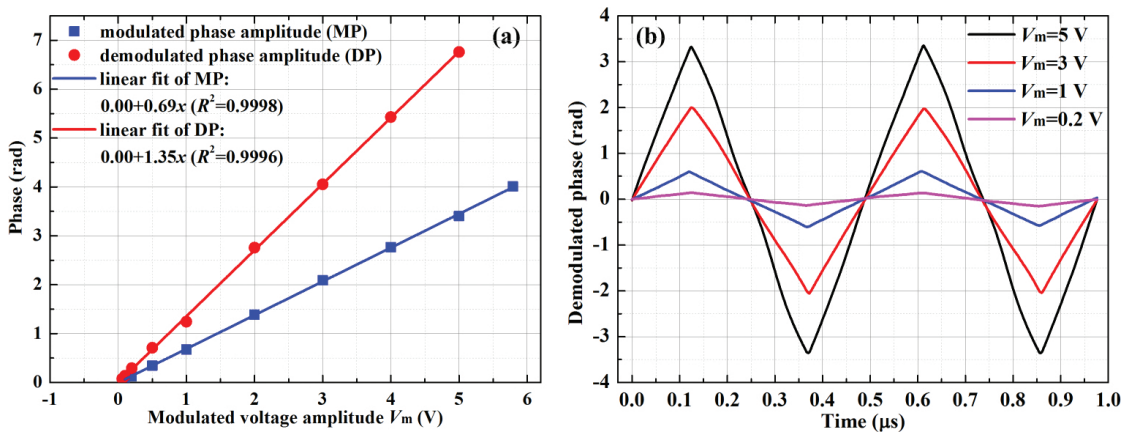 7
6
5
4
3
2
1
0
-1 0 1 2 3 4 5 6
Phase (rad)
Modulated voltage amplitude Vm (V)
(a)
modulated phase amplitude (MP)
demodulated phase amplitude (DP)
linear fit of MP:
0.00+0.69x (R²=0.9998)
linear fit of DP:
0.00+1.35x (R²=0.9996)
4
3
2
1
0
-1
-2
-3
-4
0.0 0.1 0.2 0.3 0.4 0.5 0.6 0.7 0.8 0.9 1.0
Demodulated phase (rad)
Time (μs)
(b)
Vm=5 V
Vm=3 V
Vm=1 V
Vm=0.2 V